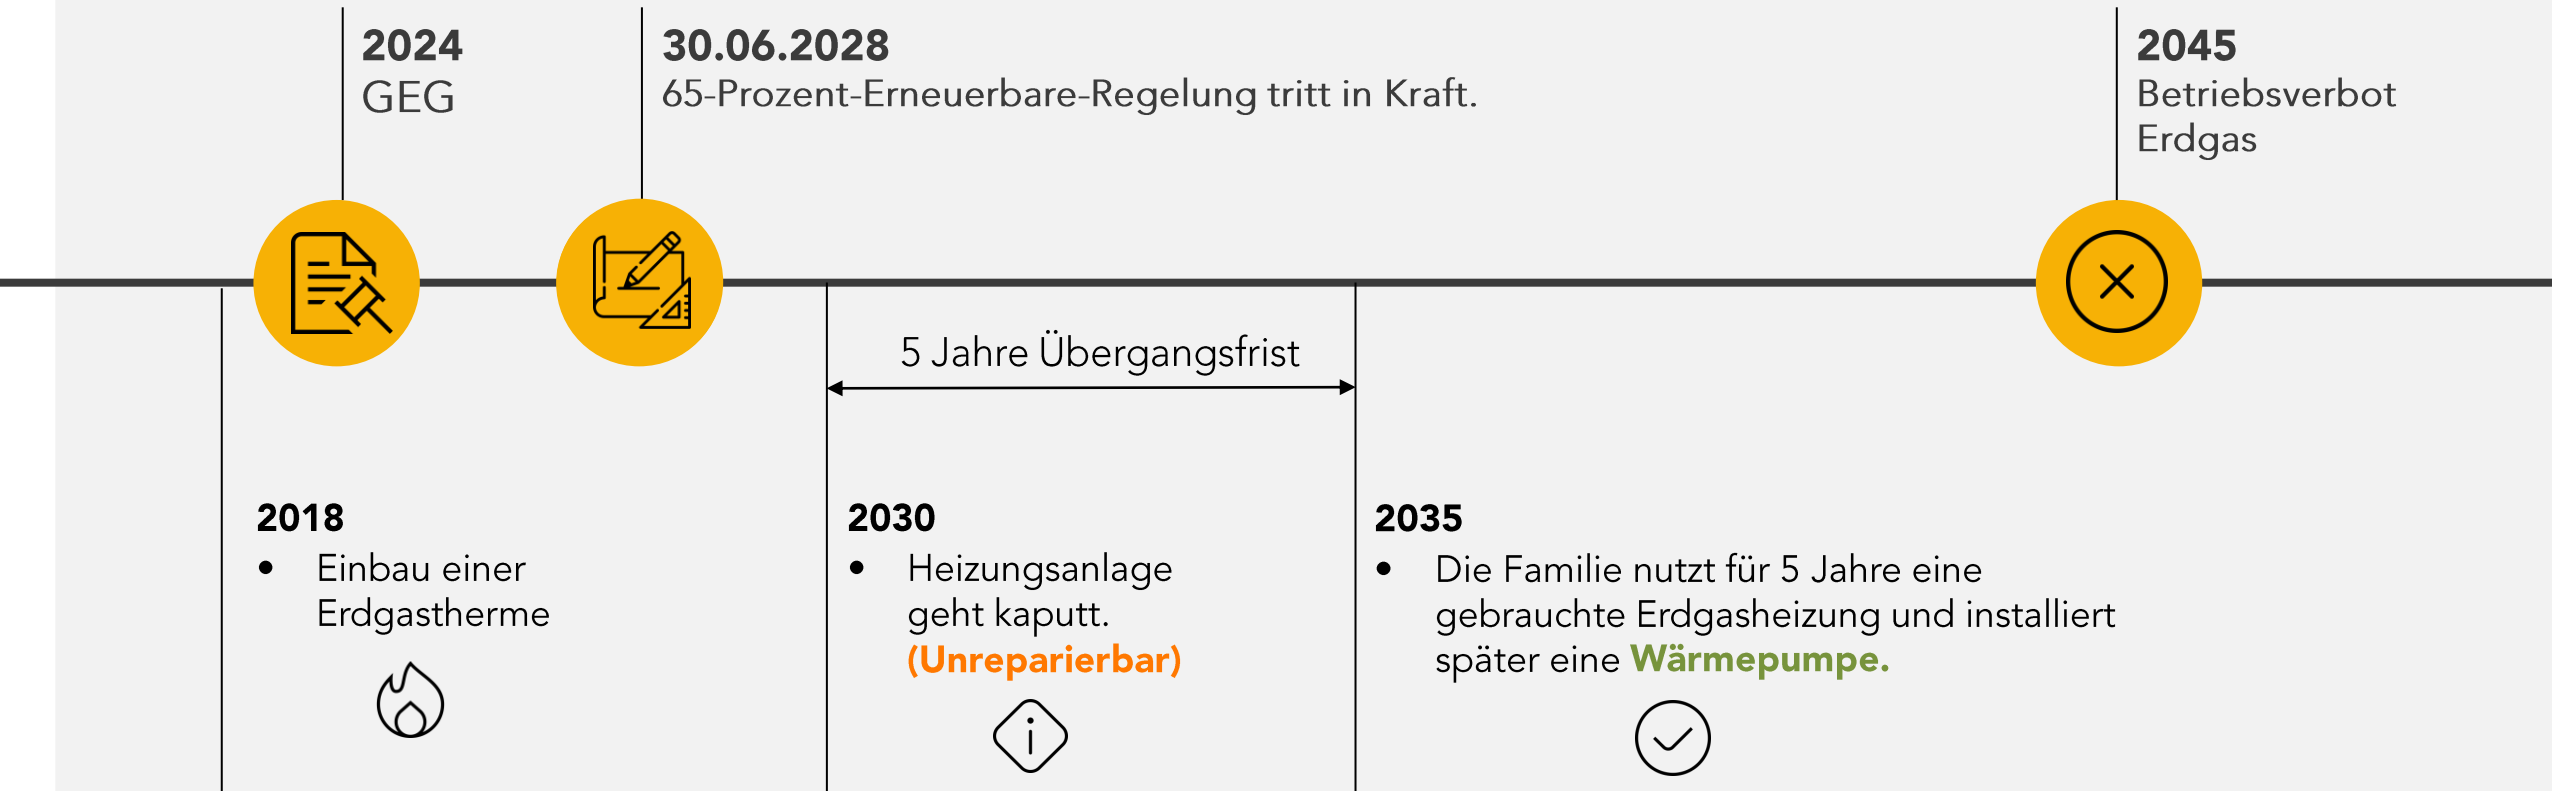 2024
GEG
30.06.2028
65-Prozent-Erneuerbare-Regelung tritt in Kraft.
2045
Betriebsverbot
Erdgas
5 Jahre Übergangsfrist
2018
• Einbau einer
Erdgastherme
2030
• Heizungsanlage
geht kaputt.
(Unreparierbar)
2035
• Die Familie nutzt für 5 Jahre eine
gebrauchte Erdgasheizung und installiert
später eine Wärmepumpe.